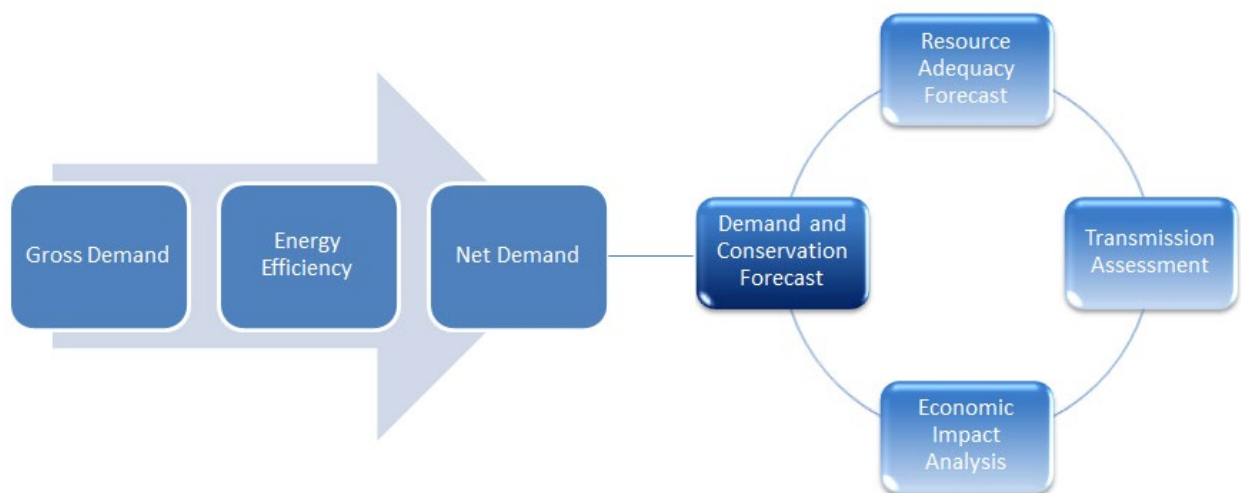 Gross Demand
Energy
Efficiency
Net Demand
Demand and
Conservation
Forecast
Resource
Adequacy
Forecast
Transmission
Assessment
Economic
Impact
Analysis